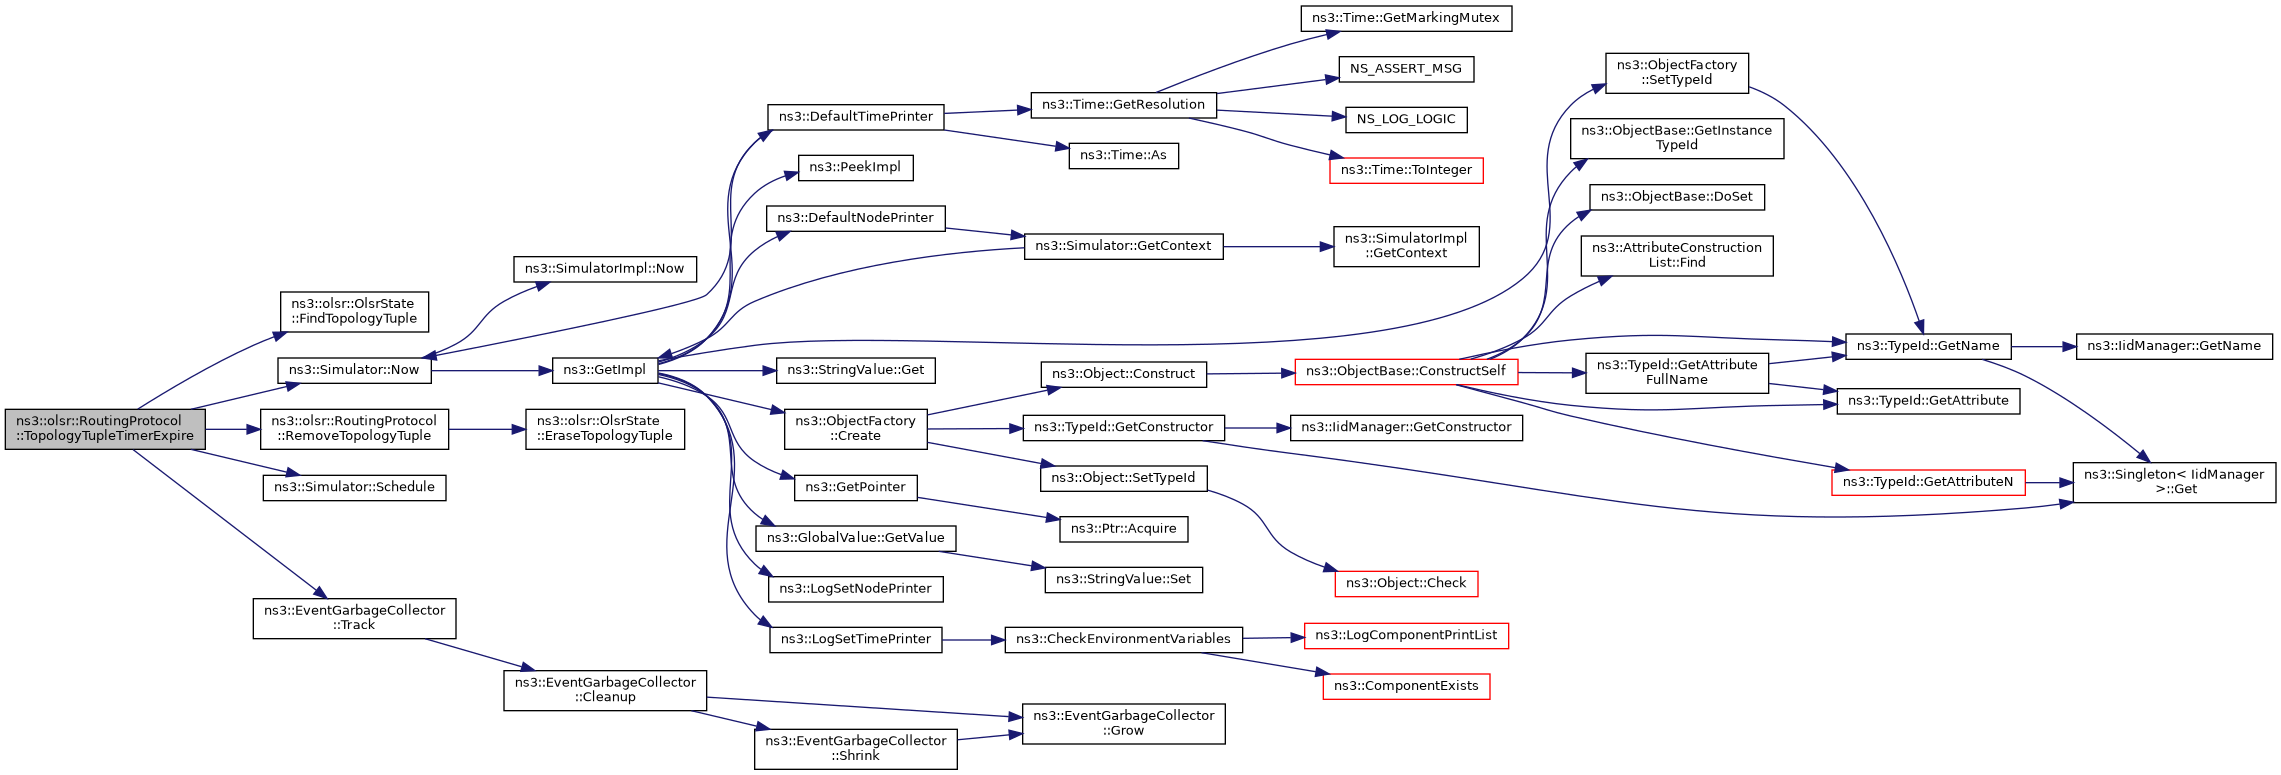 ns3::olsr::RoutingProtocol
::TopologyTupleTimerExpire
ns3::olsr::OlsrState
::FindTopologyTuple
ns3::Simulator::Now
ns3::olsr::RoutingProtocol
::RemoveTopologyTuple
ns3::Simulator::Schedule
ns3::EventGarbageCollector
::Track
ns3::SimulatorImpl::Now
ns3::GetImpl
ns3::olsr::OlsrState
::EraseTopologyTuple
ns3::EventGarbageCollector
::Cleanup
ns3::DefaultTimePrinter
ns3::PeekImpl
ns3::DefaultNodePrinter
ns3::StringValue::Get
ns3::ObjectFactory
::Create
ns3::GetPointer
ns3::GlobalValue::GetValue
ns3::LogSetNodePrinter
ns3::LogSetTimePrinter
ns3::EventGarbageCollector
::Shrink
ns3::Time::GetResolution
ns3::Time::As
ns3::Simulator::GetContext
ns3::Object::Construct
ns3::TypeId::GetConstructor
ns3::Object::SetTypeId
ns3::Ptr::Acquire
ns3::StringValue::Set
ns3::CheckEnvironmentVariables
ns3::EventGarbageCollector
::Grow
ns3::Time::GetMarkingMutex
NS_ASSERT_MSG
NS_LOG_LOGIC
ns3::Time::ToInteger
ns3::SimulatorImpl
::GetContext
ns3::ObjectBase::ConstructSelf
ns3::IidManager::GetConstructor
ns3::Object::Check
ns3::LogComponentPrintList
ns3::ComponentExists
ns3::ObjectFactory
::SetTypeId
ns3::ObjectBase::GetInstance
TypeId
ns3::ObjectBase::DoSet
ns3::AttributeConstruction
List::Find
ns3::TypeId::GetAttribute
FullName
ns3::TypeId::GetName
ns3::TypeId::GetAttribute
ns3::TypeId::GetAttributeN
ns3::IidManager::GetName
ns3::Singleton< IidManager
>::Get